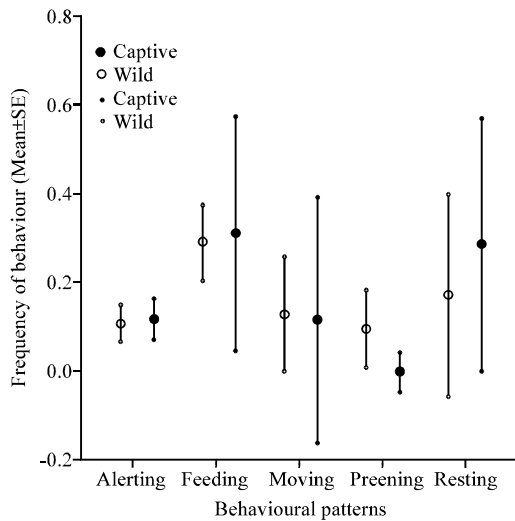 0.8
0.6
0.4
0.2
0.0
-0.2
Frequency of behaviour (Mean±SE)
Captive
Wild
Captive
Wild
Alerting Feeding Moving Preening Resting
Behavioural patterns